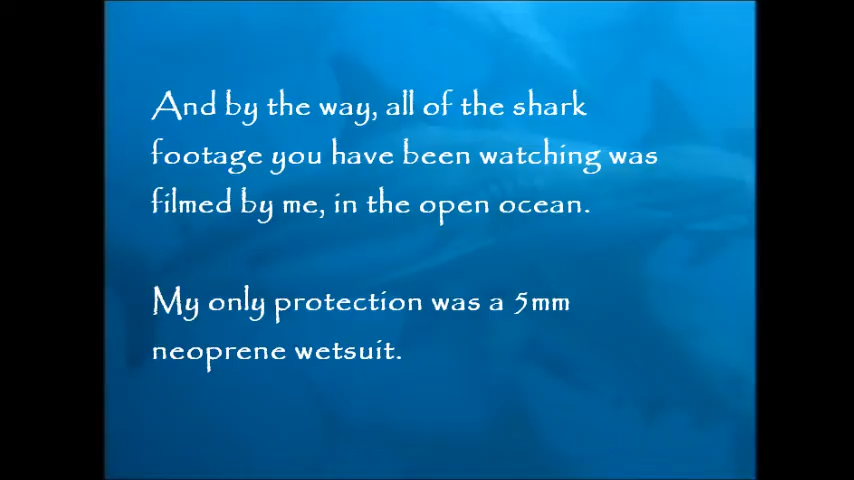 And by the way, all of the shark
footage you have been watching was
filmed by me, in the open ocean.
My only protection was a 5mm
neoprene wetsuit.